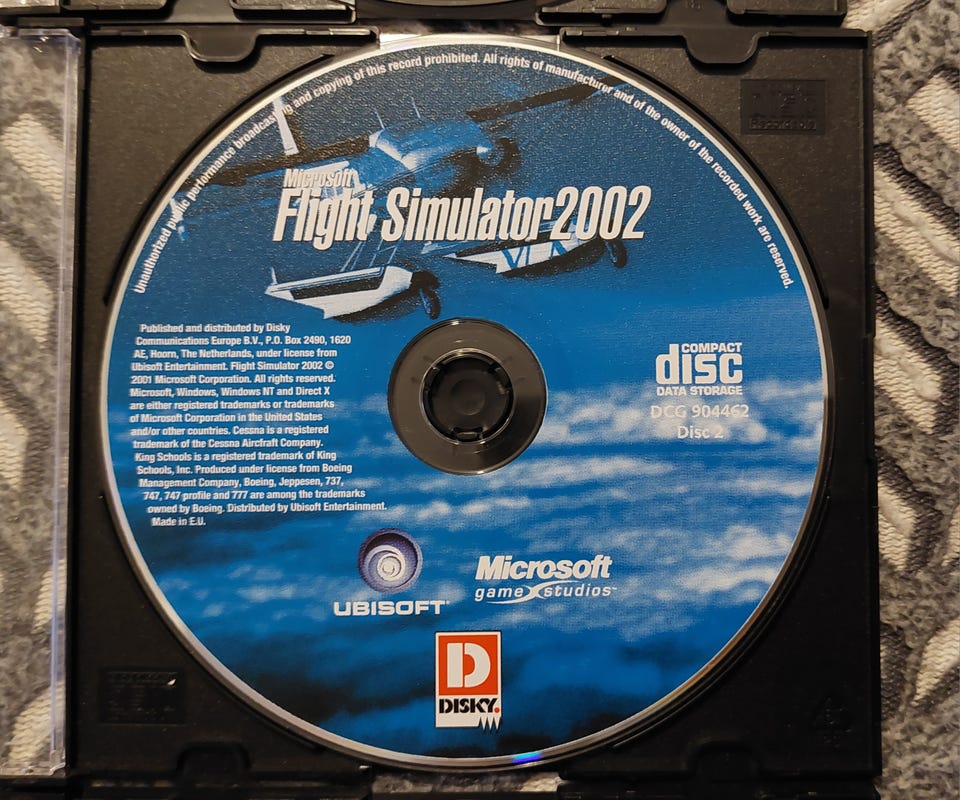 Unauthorized public performance broadcasting and copying of this record prohibited. All rights of manufacturer and of the owner of the recorded work are reserved.
Microsoft
Flight Simulator 2002
Published and distributed by Disky
Communications Europe B.V., P.O. Box 2490, 1620
AE, Hoorn, The Netherlands, under license from
Ubisoft Entertainment. Flight Simulator 2002 ©
2001 Microsoft Corporation. All rights reserved.
Microsoft, Windows, Windows NT and Direct X
are either registered trademarks or trademarks
of Microsoft Corporation in the United States
and/or other countries. Cessna is a registered
trademark of the Cessna Aircfraft Company.
King Schools is a registered trademark of King
Schools, Inc. Produced under license from Boeing
Management Company, Boeing, Jeppesen, 737,
747, 747 profile and 777 are among the trademarks
owned by Boeing. Distributed by Ubisoft Entertainment.
Made in E.U.
COMPACT
disc
DATA STORAGE
DCG 904462
Disc 2
UBISOFT
Microsoft
game studios™
D
DISKY.